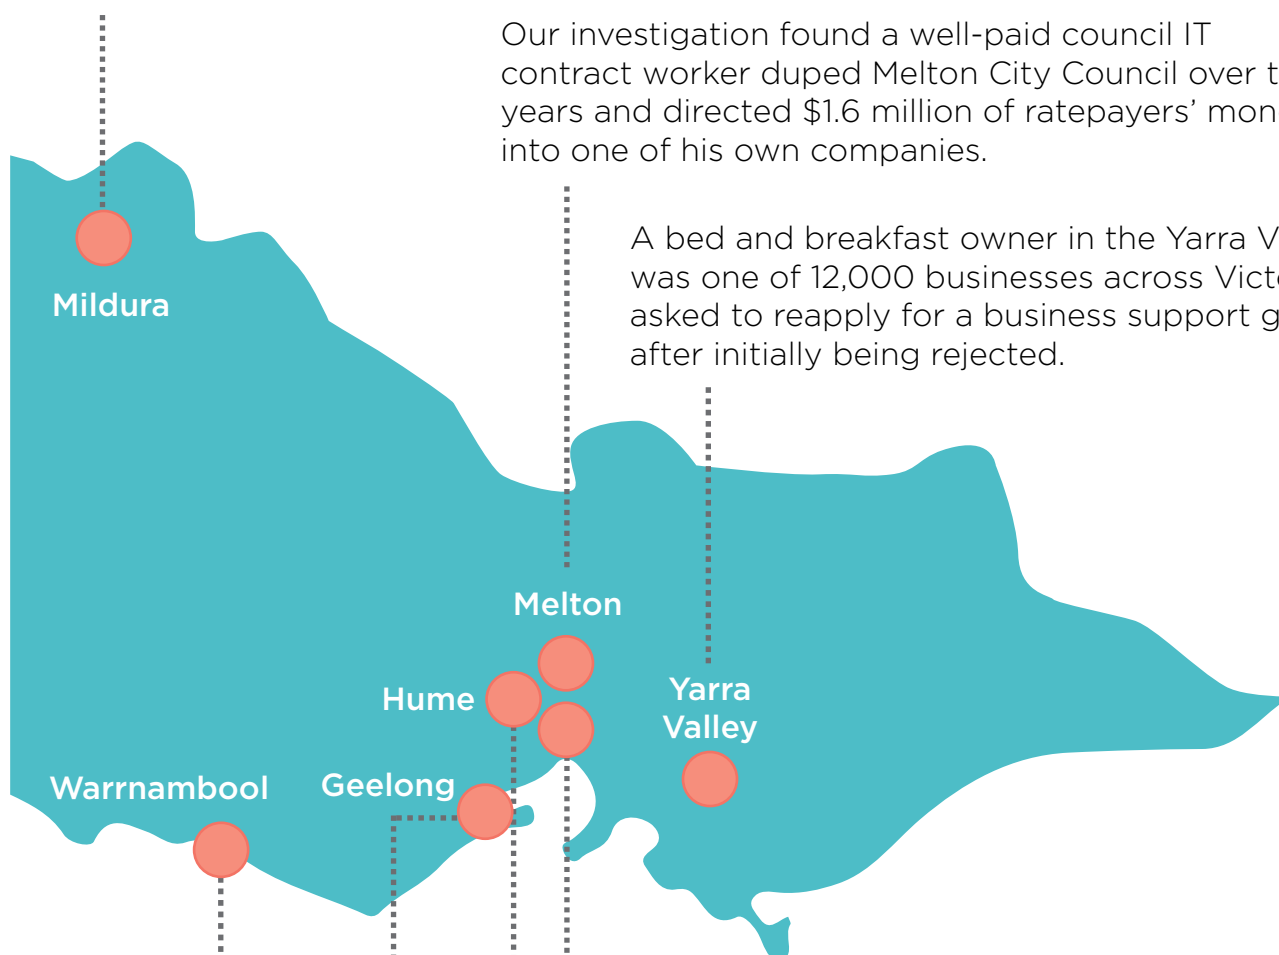 Our investigation found a well-paid council IT
contract worker duped Melton City Council over
years and directed $1.6 million of ratepayers’
into one of his own companies.
A bed and breakfast owner in the Yarra
was one of 12,000 businesses across
asked to reapply for a business support
after initially being rejected.
Mildura
Melton
Hume
Yarra
Valley
Warrnambool
Geelong